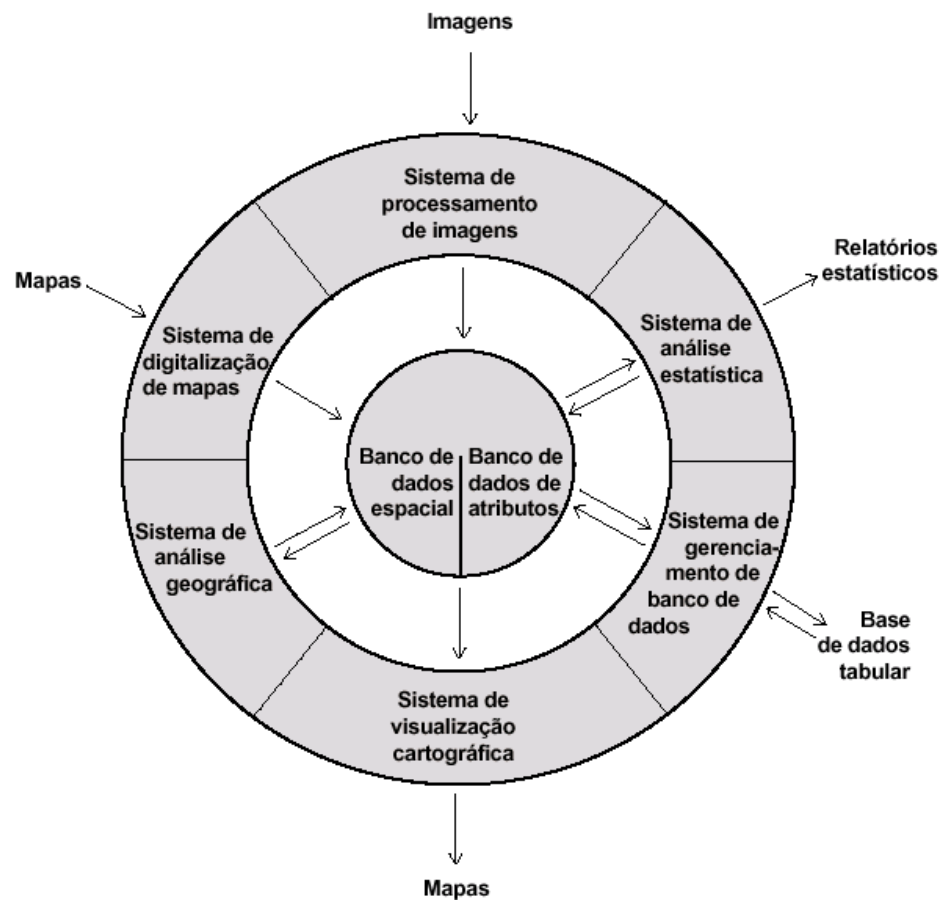 Imagens
Sistema de
processamento
de imagens
Relatórios
estatísticos
Mapas
Sistema de
digitalização
de mapas
Sistema de
análise
estatística
Banco de
dados
espacial
Banco de
dados de
atributos
Sistema de
análise
geográfica
Sistema de
gerencia-
mento de
banco de
dados
Base
de dados
tabular
Sistema de
visualização
cartográfica
Mapas